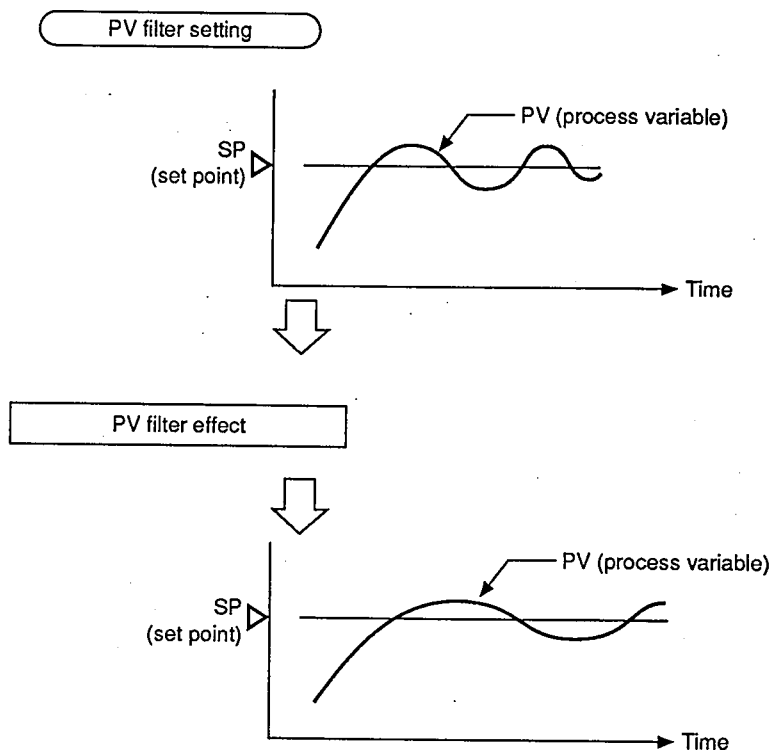 PV filter setting
PV (process variable)
SP
(set point)
Time
PV filter effect
PV (process variable)
SP
(set point)
Time